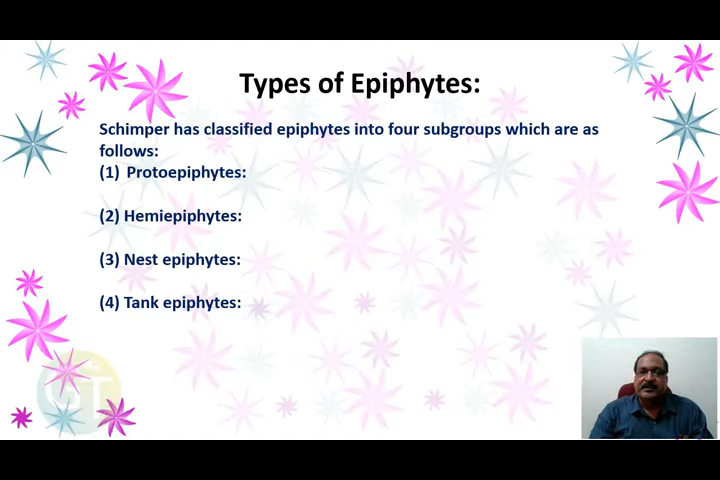 Types of Epiphytes:
Schimper has classified epiphytes into four subgroups which are as
follows:
(1) Protoepiphytes:
(2) Hemiepiphytes:
(3) Nest epiphytes:
(4) Tank epiphytes:
GT